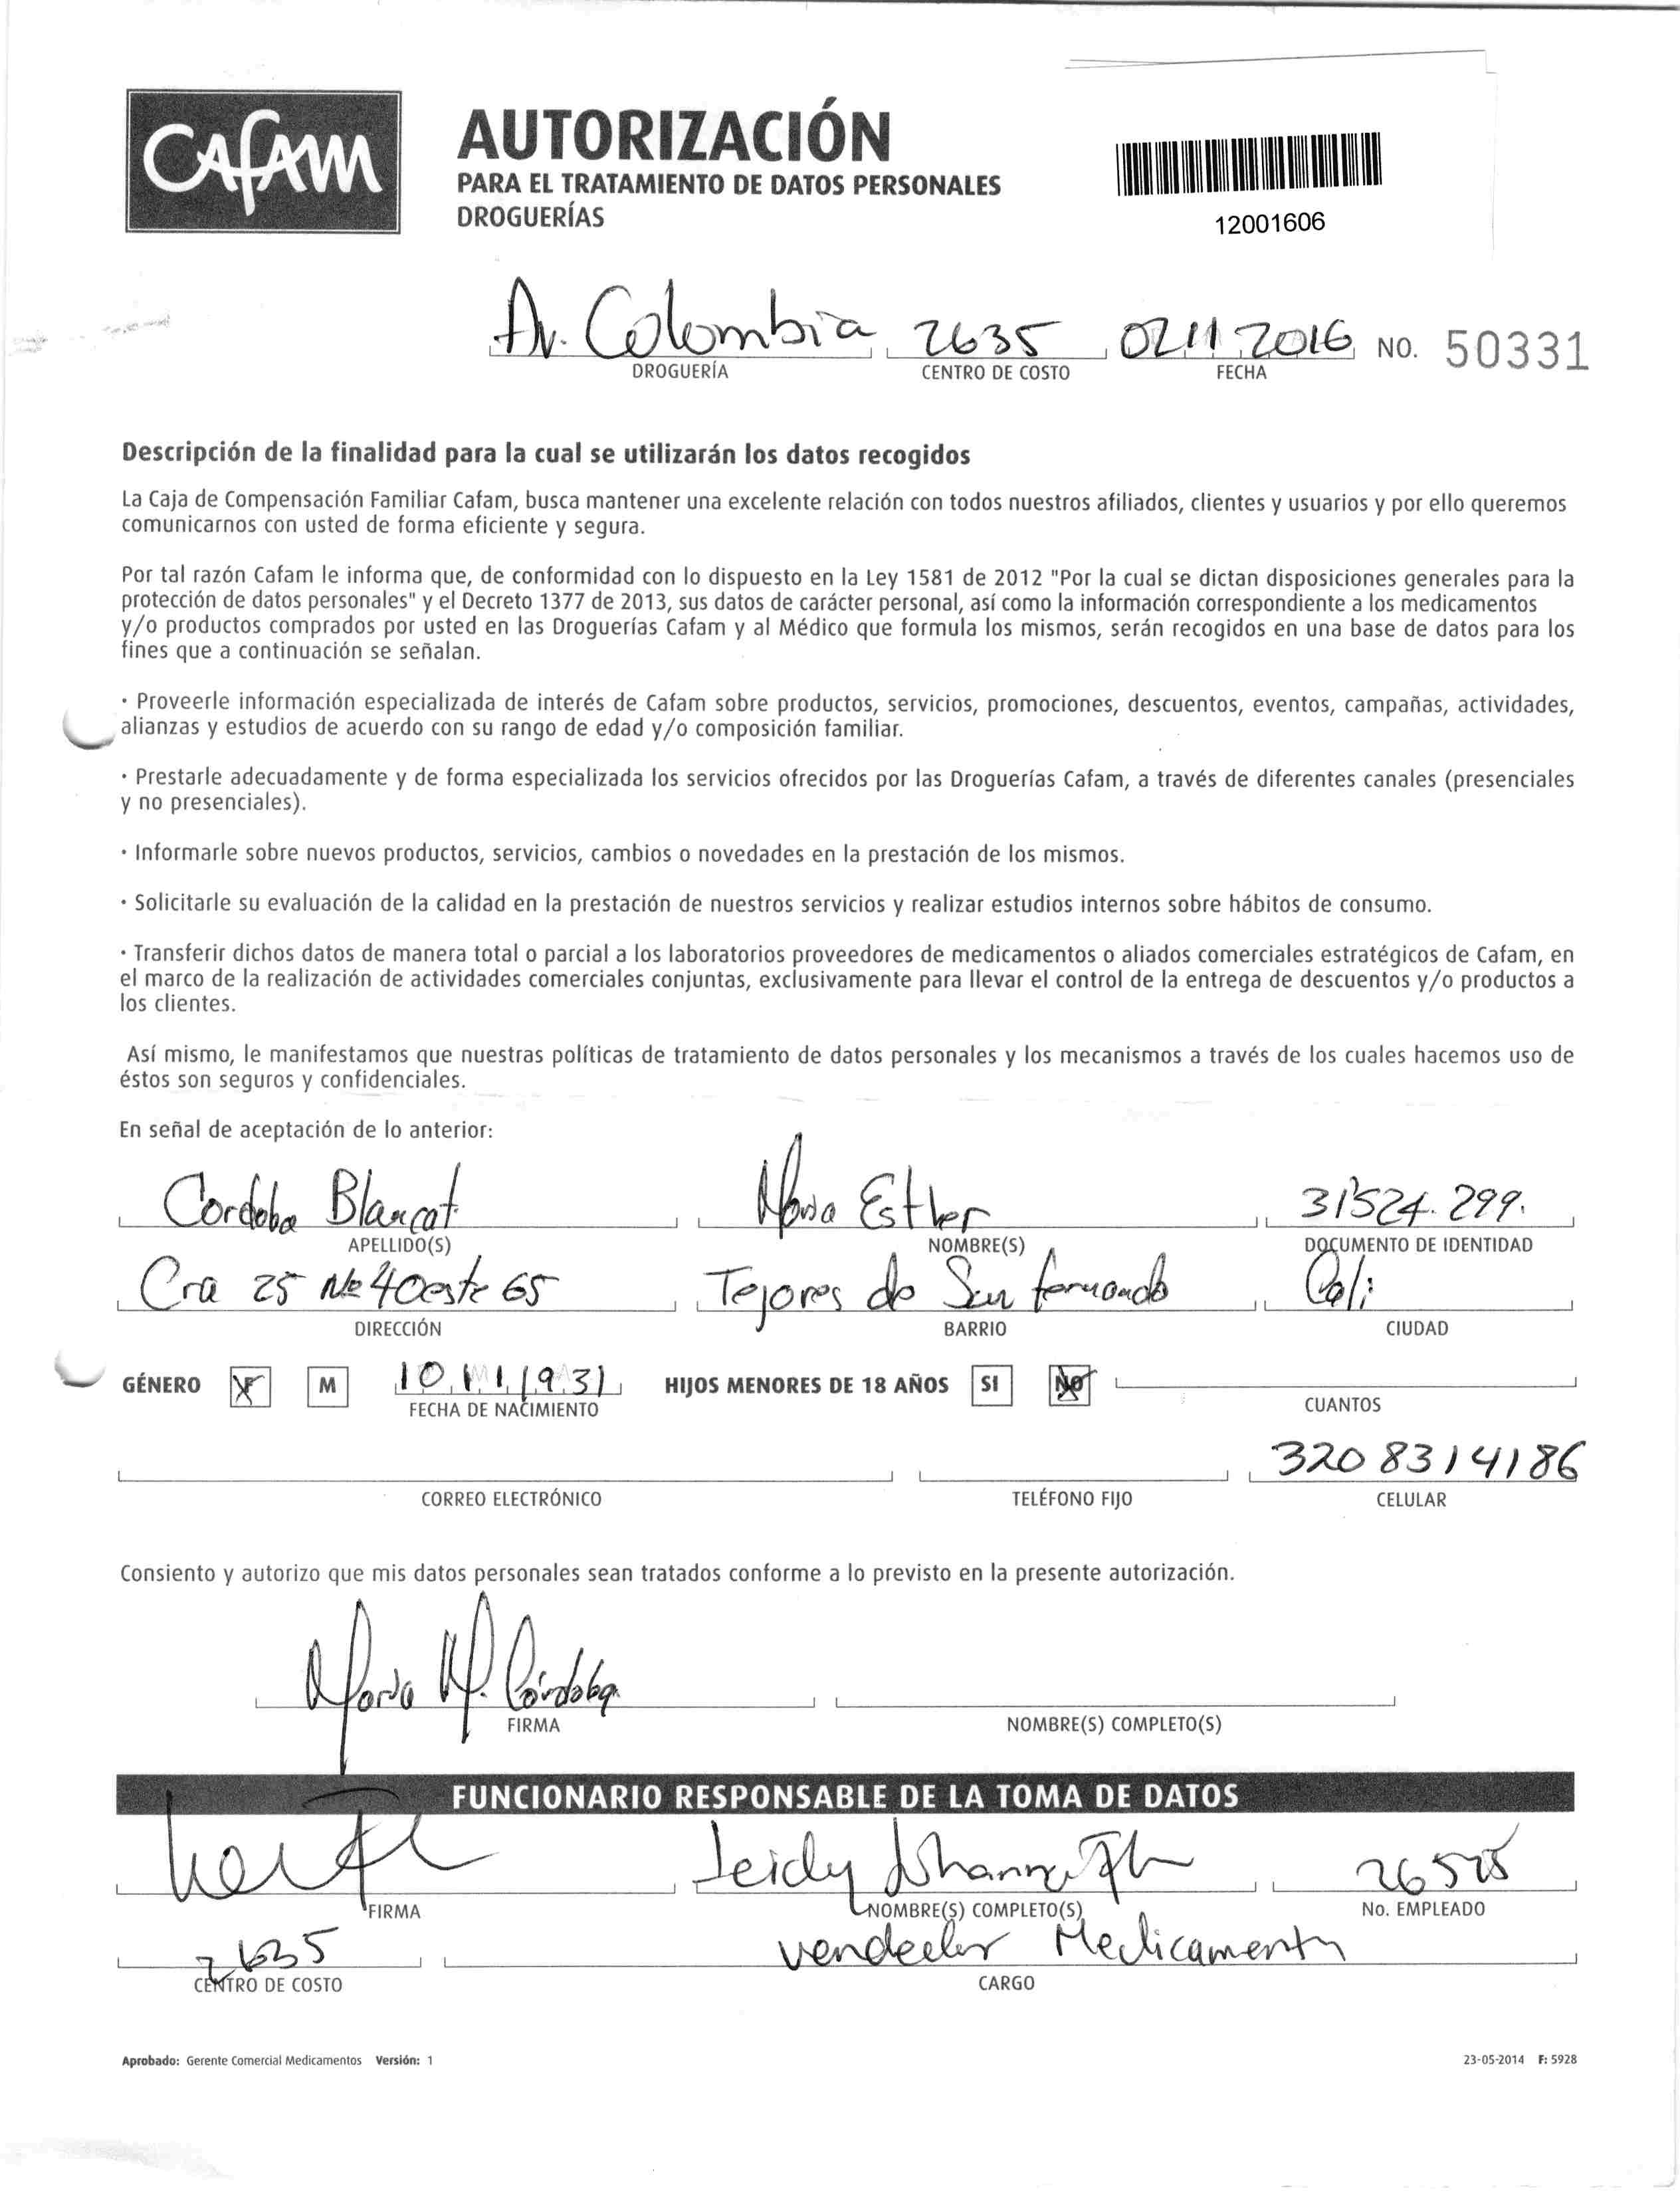 CAFAM
AUTORIZACIÓN
PARA EL TRATAMIENTO DE DATOS PERSONALES
DROGUERÍAS
12001606
Av. Colombia 2635 02 11 2016 NO. 50331
DROGUERÍA CENTRO DE COSTO FECHA
Descripción de la finalidad para la cual se utilizarán los datos recogidos
La Caja de Compensación Familiar Cafam, busca mantener una excelente relación con todos nuestros afiliados, clientes y usuarios y por ello queremos
comunicarnos con usted de forma eficiente y segura.
Por tal razón Cafam le informa que, de conformidad con lo dispuesto en la Ley 1581 de 2012 "Por la cual se dictan disposiciones generales para la
protección de datos personales" y el Decreto 1377 de 2013, sus datos de carácter personal, así como la información correspondiente a los medicamentos
y/o productos comprados por usted en las Droguerías Cafam y al Médico que formula los mismos, serán recogidos en una base de datos para los
fines que a continuación se señalan.
· Proveerle información especializada de interés de Cafam sobre productos, servicios, promociones, descuentos, eventos, campañas, actividades,
alianzas y estudios de acuerdo con su rango de edad y/o composición familiar.
· Prestarle adecuadamente y de forma especializada los servicios ofrecidos por las Droguerías Cafam, a través de diferentes canales (presenciales
y no presenciales).
· Informarle sobre nuevos productos, servicios, cambios o novedades en la prestación de los mismos.
· Solicitarle su evaluación de la calidad en la prestación de nuestros servicios y realizar estudios internos sobre hábitos de consumo.
· Transferir dichos datos de manera total o parcial a los laboratorios proveedores de medicamentos o aliados comerciales estratégicos de Cafam, en
el marco de la realización de actividades comerciales conjuntas, exclusivamente para llevar el control de la entrega de descuentos y/o productos a
los clientes.
Así mismo, le manifestamos que nuestras políticas de tratamiento de datos personales y los mecanismos a través de los cuales hacemos uso de
éstos son seguros y confidenciales.
En señal de aceptación de lo anterior:
Cordoba Blancat Maria Esther 31'524.299.
APELLIDO(S) NOMBRE(S) DOCUMENTO DE IDENTIDAD
Cra 25 No 4Oeste 65 Tejares de San fernando Cali
DIRECCIÓN BARRIO CIUDAD
GÉNERO F M 10 11 1931 HIJOS MENORES DE 18 AÑOS SI NO
FECHA DE NACIMIENTO CUANTOS
320 8314186
CORREO ELECTRÓNICO TELÉFONO FIJO CELULAR
Consiento y autorizo que mis datos personales sean tratados conforme a lo previsto en la presente autorización.
Maria M. Córdoba
FIRMA NOMBRE(S) COMPLETO(S)
FUNCIONARIO RESPONSABLE DE LA TOMA DE DATOS
Leidy Jhanna
FIRMA NOMBRE(S) COMPLETO(S) No. EMPLEADO
2635 vendedor Medicamento
CENTRO DE COSTO CARGO
Aprobado: Gerente Comercial Medicamentos Versión: 1 23-05-2014 F: 5928